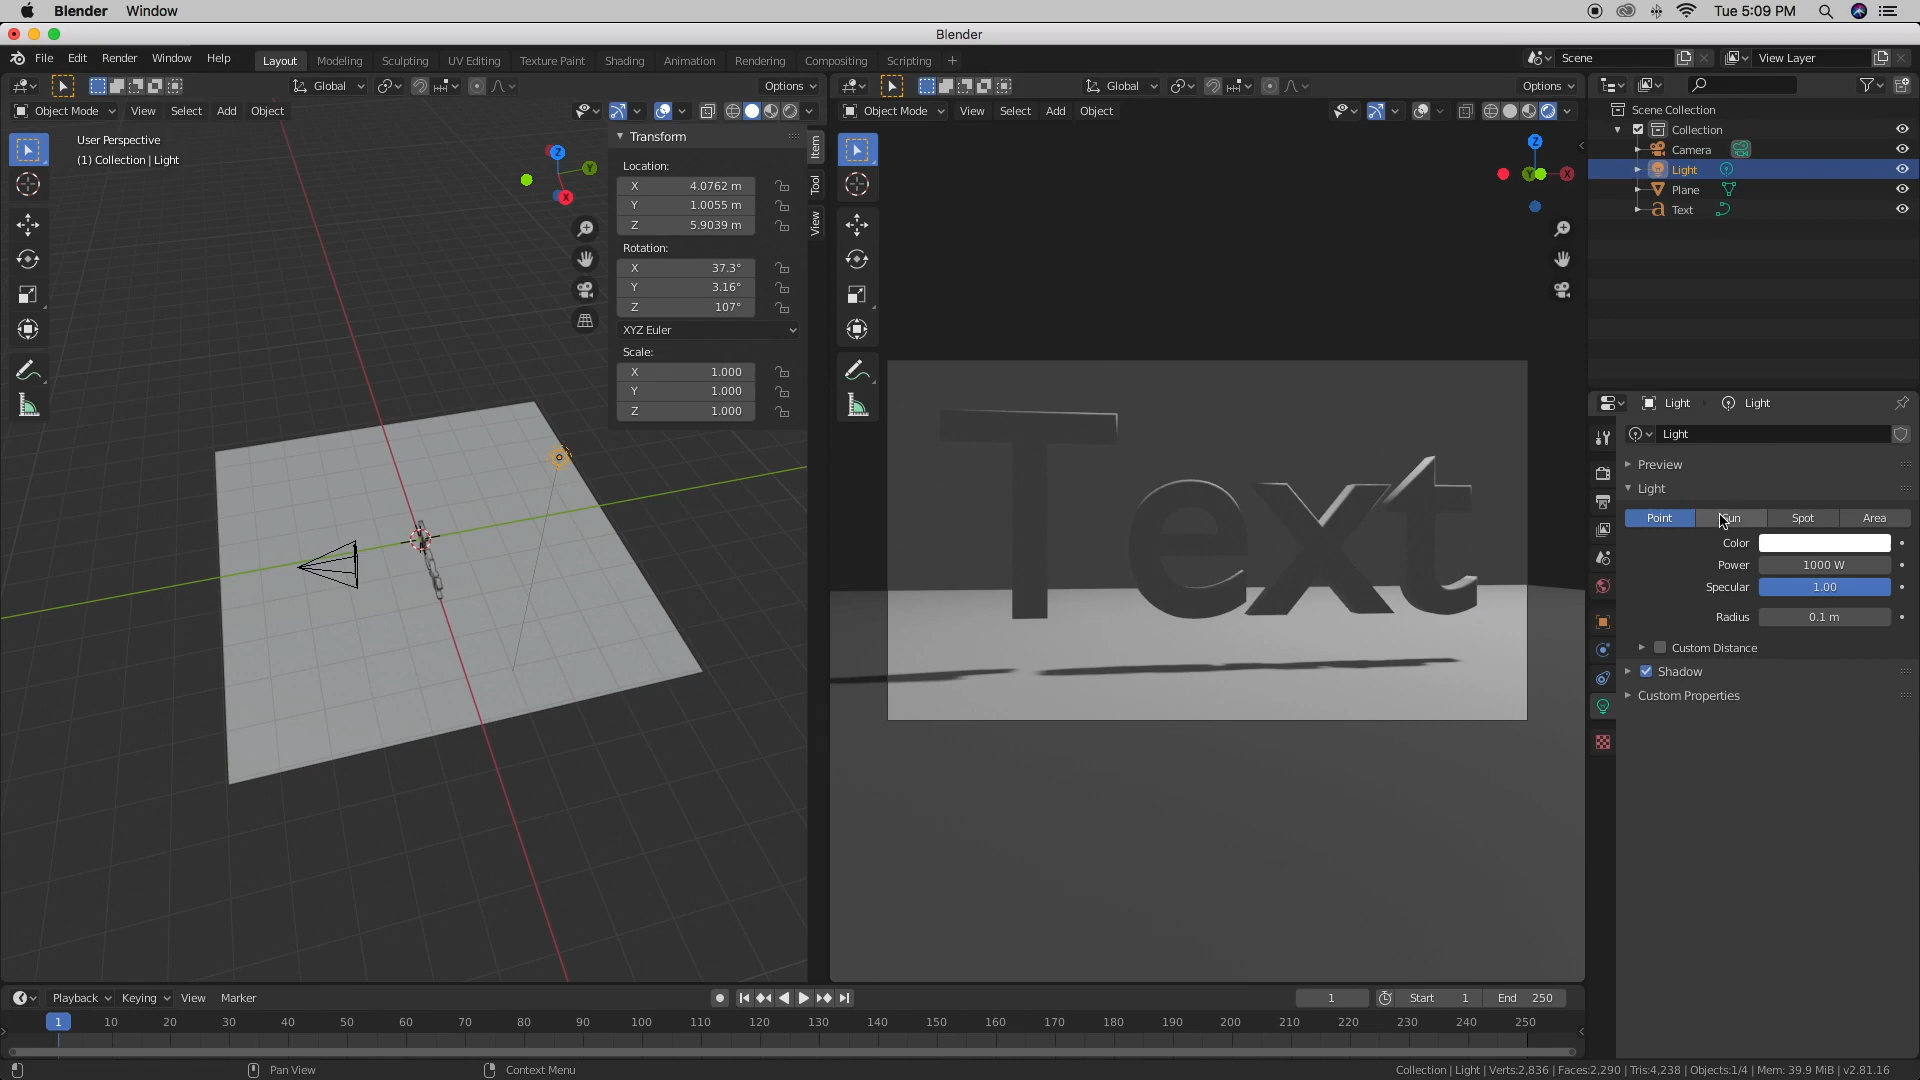 Blender Window Tue 5:09 PM
Blender
File Edit Render Window Help Layout Modeling Sculpting UV Editing Texture Paint Shading Animation Rendering Compositing Scripting + Scene View Layer
Global Options Global Options
Object Mode View Select Add Object Object Mode View Select Add Object
User Perspective
(1) Collection | Light
Z
Y
X
Transform
Location:
X 4.0762 m
Y 1.0055 m
Z 5.9039 m
Rotation:
X 37.3°
Y 3.16°
Z 107°
XYZ Euler
Scale:
X 1.000
Y 1.000
Z 1.000
Item
Tool
View
Z
Y
X
Text
Scene Collection
Collection
Camera
Light
Plane
Text
Light Light
Light
Preview
Light
Point Sun Spot Area
Color
Power 1000 W
Specular 1.00
Radius 0.1 m
Custom Distance
Shadow
Custom Properties
Playback Keying View Marker 1 Start 1 End 250
1 10 20 30 40 50 60 70 80 90 100 110 120 130 140 150 160 170 180 190 200 210 220 230 240 250
Pan View Context Menu Collection | Light | Verts:2,836 | Faces:2,290 | Tris:4,238 | Objects:1/4 | Mem: 39.9 MiB | v2.81.16